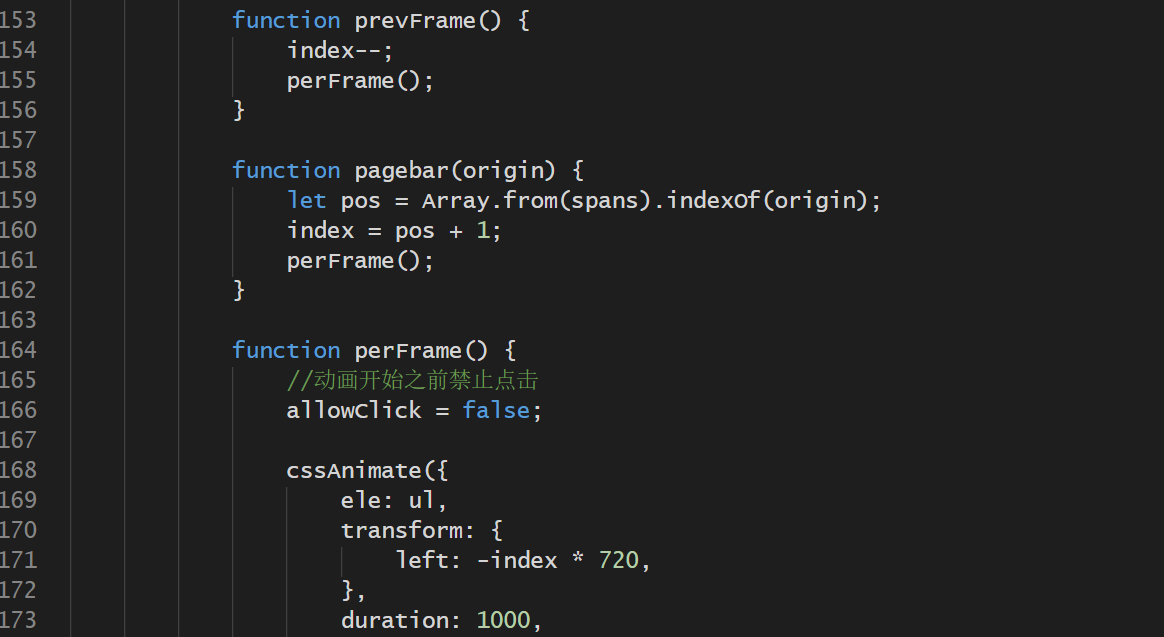 153 function prevFrame() {
154 index--;
155 perFrame();
156 }
157
158 function pagebar(origin) {
159 let pos = Array.from(spans).indexOf(origin);
160 index = pos + 1;
161 perFrame();
162 }
163
164 function perFrame() {
165 //动画开始之前禁止点击
166 allowClick = false;
167
168 cssAnimate({
169 ele: ul,
170 transform: {
171 left: -index * 720,
172 },
173 duration: 1000,